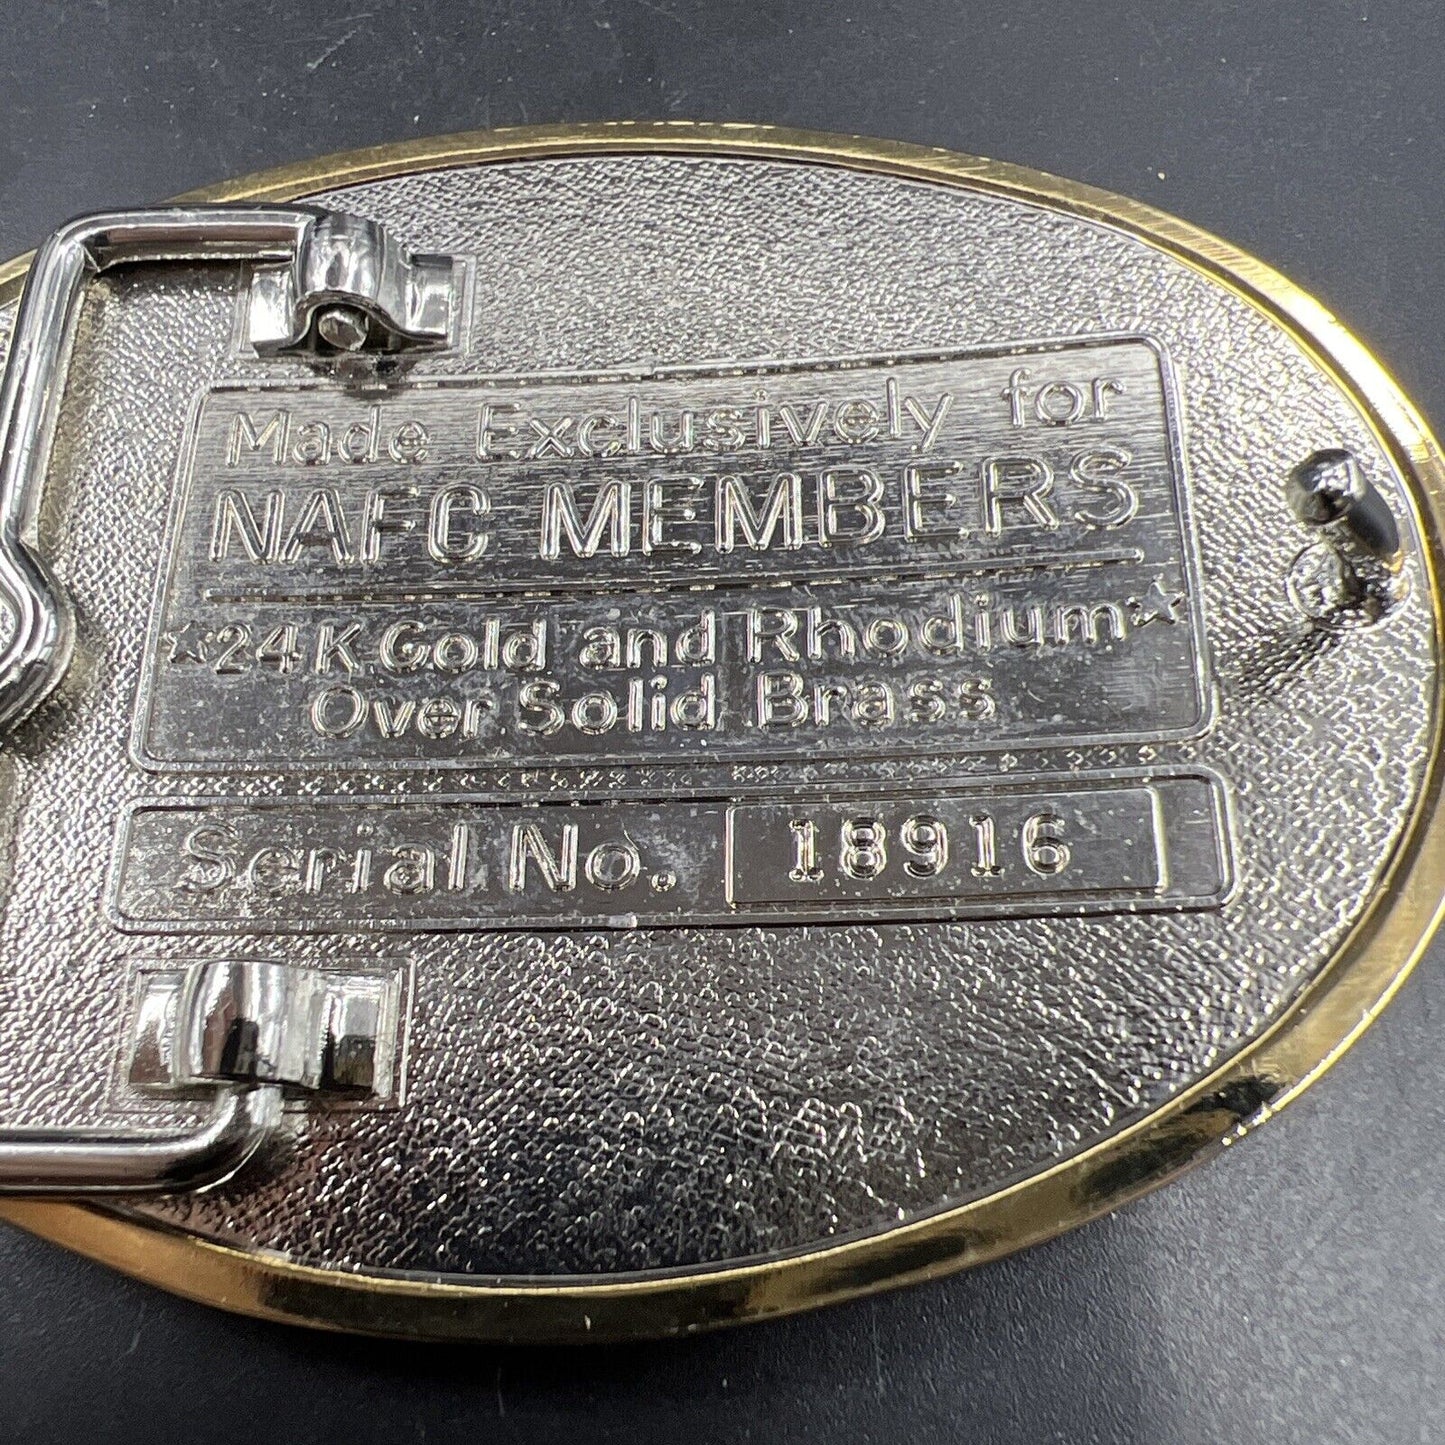 Made Exclusively for
NAFC MEMBERS
24K Gold and Rhodium
Over Solid Brass
Serial No. 18916